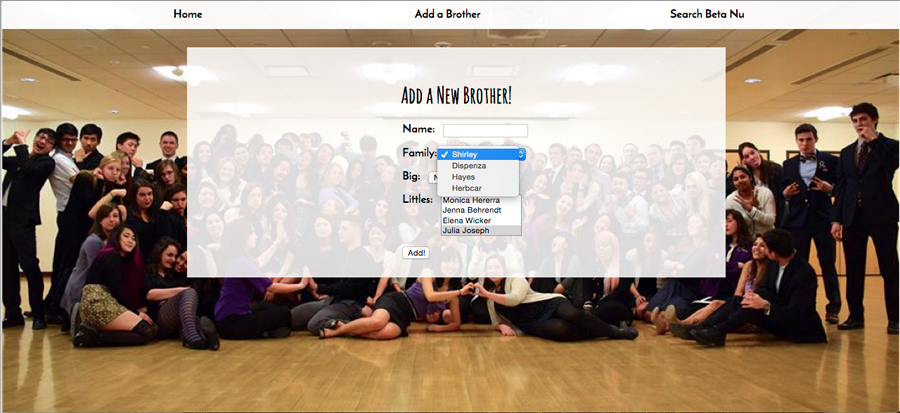 Home Add a Brother Search Beta Nu
Add a New Brother!
Name:
Family: ✓ Shirley
Dispenza
Hayes
Herbcar
Big: N
Littles: Monica Hererra
Jenna Behrendt
Elena Wicker
Julia Joseph
Add!